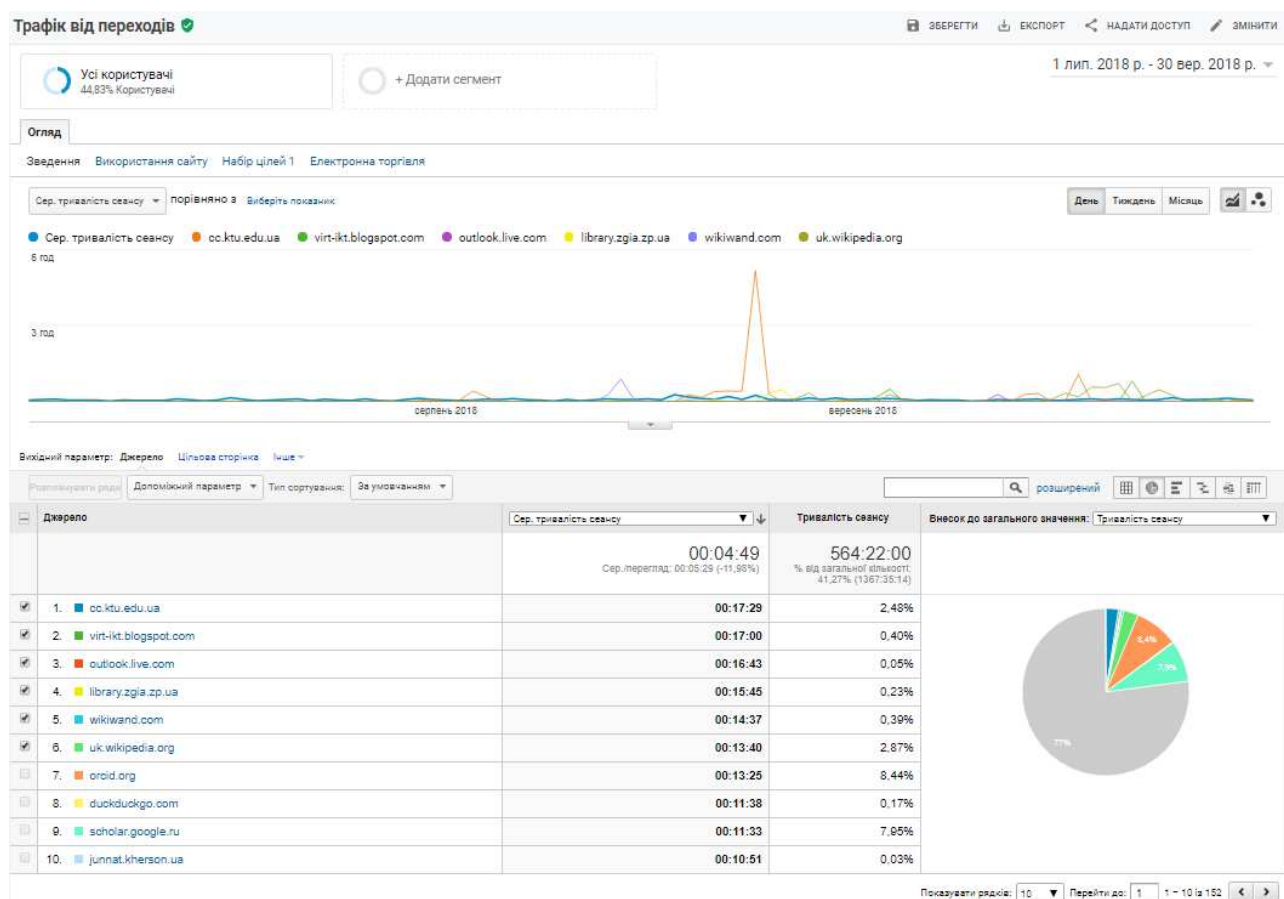 Трафік від переходів
ЗБЕРЕГТИ ЕКСПОРТ НАДАТИ ДОСТУП ЗМІНИТИ
1 лип. 2018 р. - 30 вер. 2018 р.
Усі користувачі
44,83% Користувачі
+ Додати сегмент
Огляд
Зведення Використання сайту Набір цілей 1 Електронна торгівля
Сер. тривалість сеансу порівняно з Виберіть показник
День Тиждень Місяць
Сер. тривалість сеансу cc.ktu.edu.ua virt-ikt.blogspot.com outlook.live.com library.zgia.zp.ua wikiwand.com uk.wikipedia.org
6 год
3 год
серпень 2018 вересень 2018
Вихідний параметр: Джерело Цільова сторінка Інше
Розпланувати ряди Допоміжний параметр Тип сортування: За умовчанням
розширений
Джерело Сер. тривалість сеансу Тривалість сеансу Внесок до загального значення: Тривалість сеансу
00:04:49 564:22:00
Сер./перегляд: 00:05:29 (-11,98%) % від загальної кількості:
41,27% (1367:35:14)
1. cc.ktu.edu.ua 00:17:29 2,48%
2. virt-ikt.blogspot.com 00:17:00 0,40%
3. outlook.live.com 00:16:43 0,05%
4. library.zgia.zp.ua 00:15:45 0,23%
5. wikiwand.com 00:14:37 0,39%
6. uk.wikipedia.org 00:13:40 2,87%
7. orcid.org 00:13:25 8,44%
8. duckduckgo.com 00:11:38 0,17%
9. scholar.google.ru 00:11:33 7,95%
10. junnat.kherson.ua 00:10:51 0,03%
8,4%
7,9%
77%
Показувати рядків: 10 Перейти до: 1 1 – 10 із 152